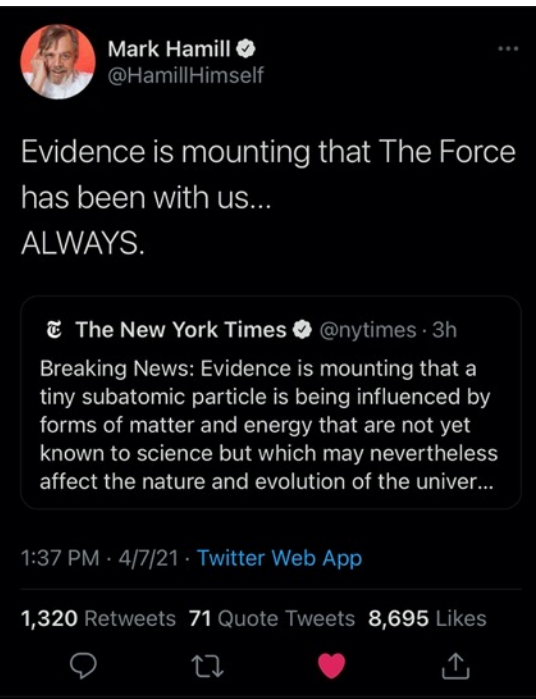 Mark Hamill
@HamillHimself
Evidence is mounting that The Force
has been with us...
ALWAYS.
The New York Times @nytimes · 3h
Breaking News: Evidence is mounting that a
tiny subatomic particle is being influenced by
forms of matter and energy that are not yet
known to science but which may nevertheless
affect the nature and evolution of the univer...
1:37 PM · 4/7/21 · Twitter Web App
1,320 Retweets 71 Quote Tweets 8,695 Likes